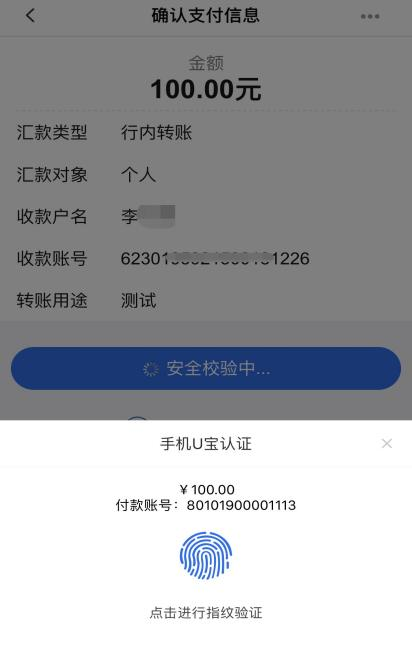 确认支付信息
金额
100.00元
汇款类型 行内转账
汇款对象 个人
收款户名 李
收款账号 62301 1226
转账用途 测试
安全校验中...
手机U宝认证
¥ 100.00
付款账号：80101900001113
点击进行指纹验证